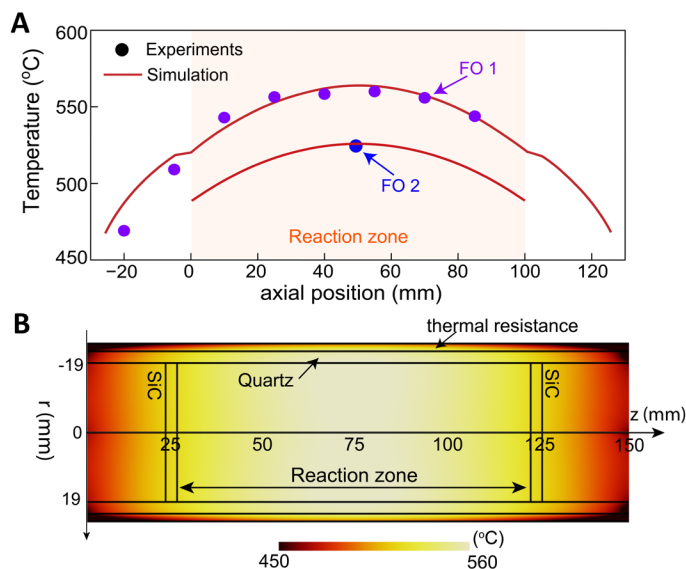 A
600
Experiments
Simulation
FO 1
550
FO 2
500
Reaction zone
450
Temperature (°C)
−20 0 20 40 60 80 100 120
axial position (mm)
B
thermal resistance
-19
Quartz
SiC
SiC
r (mm)
z (mm)
0
25 50 75 100 125 150
Reaction zone
19
(°C)
450 560